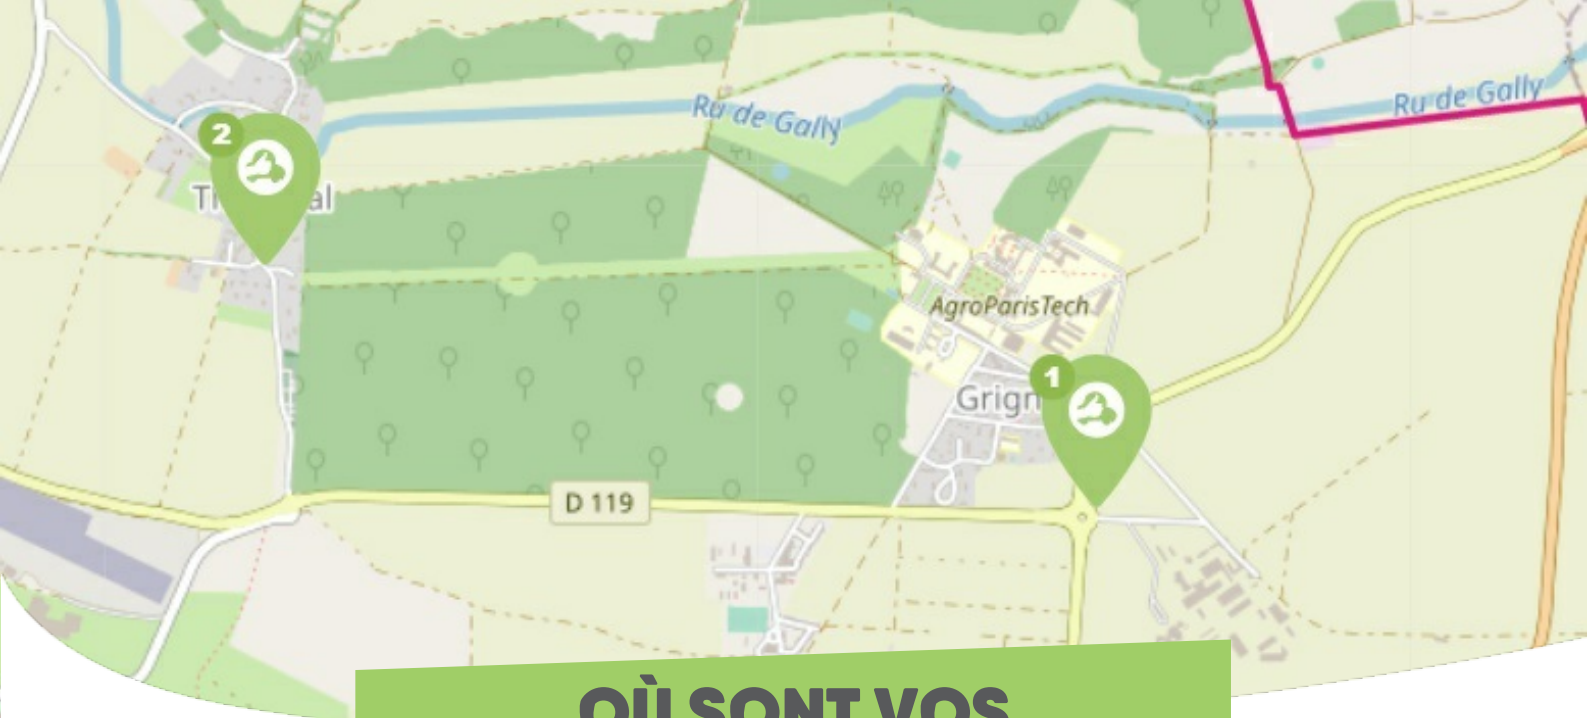 Ru de Gally
Ru de Gally
2
AgroParisTech
1
D 119
OÙ SONT VOS